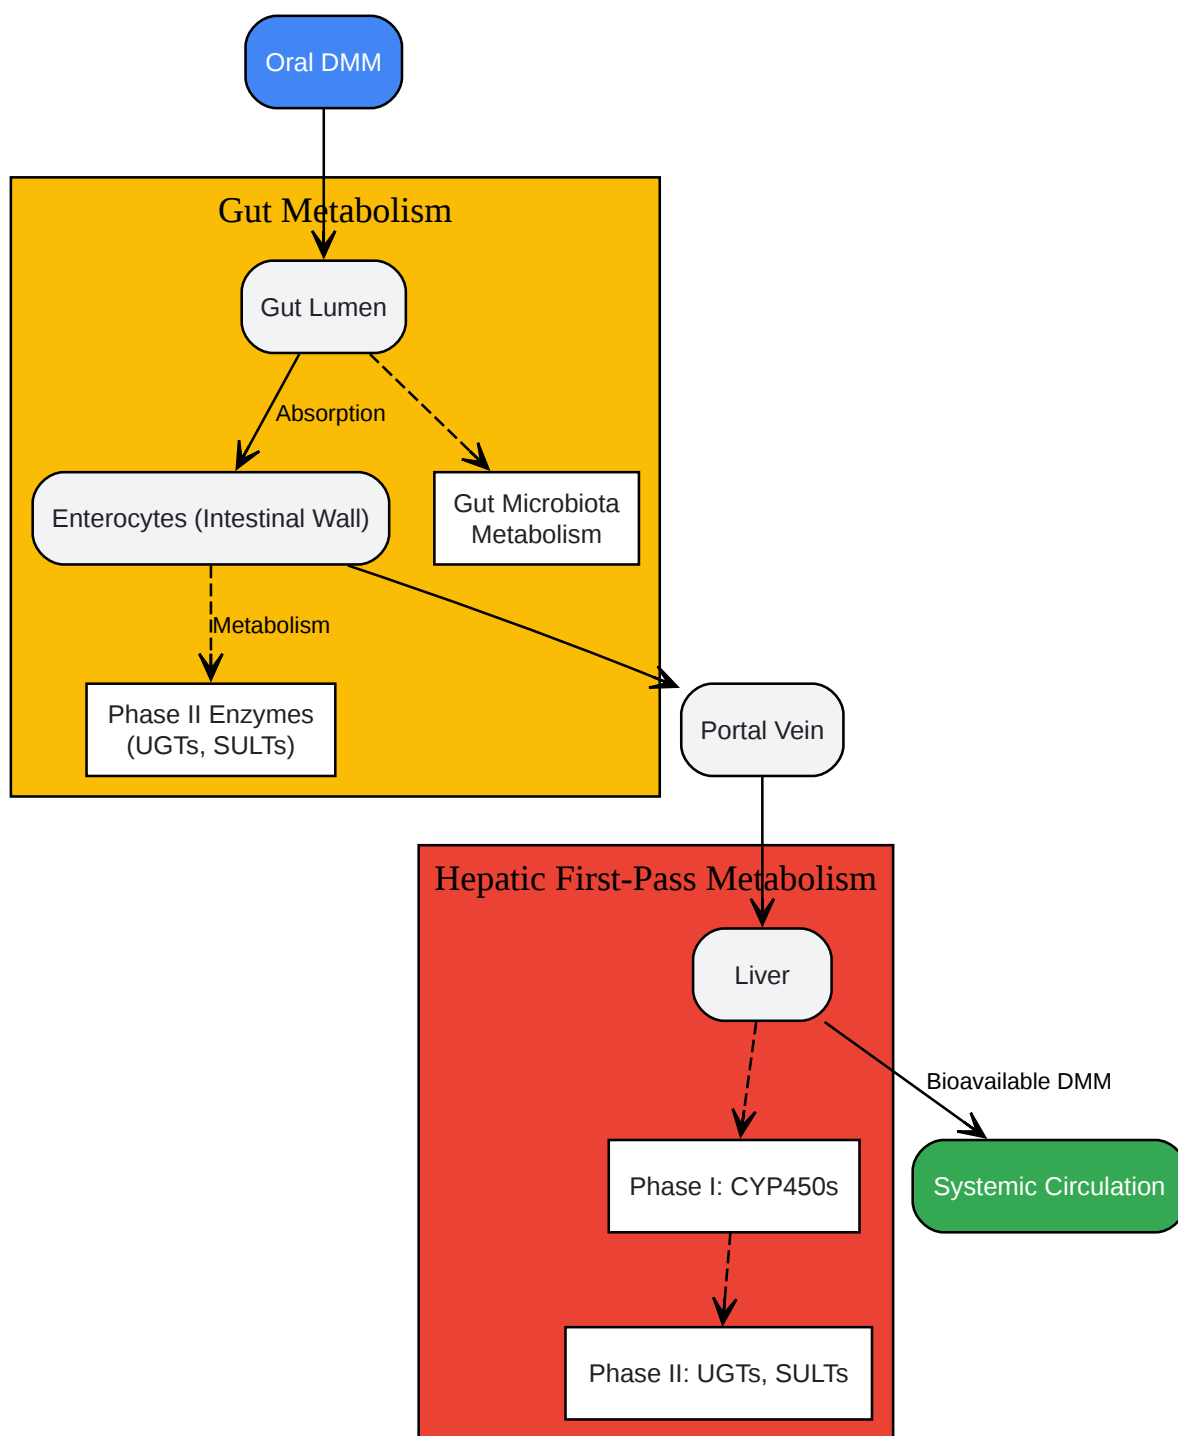 Oral DMM
Gut Metabolism
Gut Lumen
Absorption
Enterocytes (Intestinal Wall)
Gut Microbiota
Metabolism
Metabolism
Phase II Enzymes
(UGTs, SULTs)
Portal Vein
Hepatic First-Pass Metabolism
Liver
Bioavailable DMM
Phase I: CYP450s
Systemic Circulation
Phase II: UGTs, SULTs